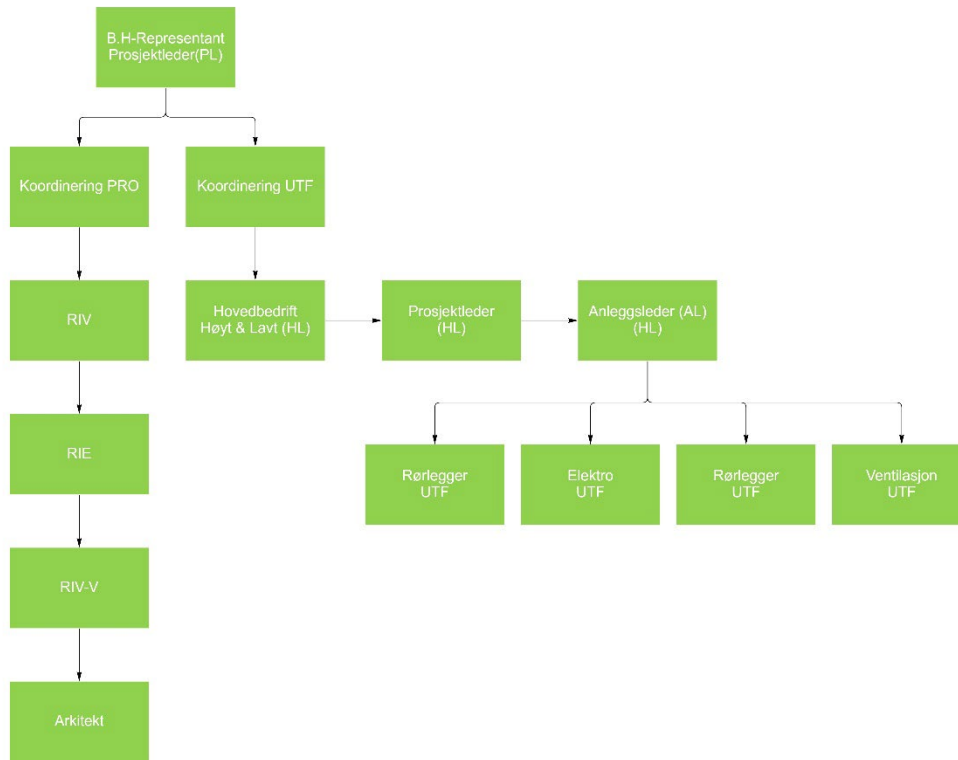 B.H-Representant
Prosjektleder(PL)
Koordinering PRO
Koordinering UTF
RIV
Hovedbedrift
Høyt & Lavt (HL)
Prosjektleder
(HL)
Anleggsleder (AL)
(HL)
RIE
Rørlegger
UTF
Elektro
UTF
Rørlegger
UTF
Ventilasjon
UTF
RIV-V
Arkitekt